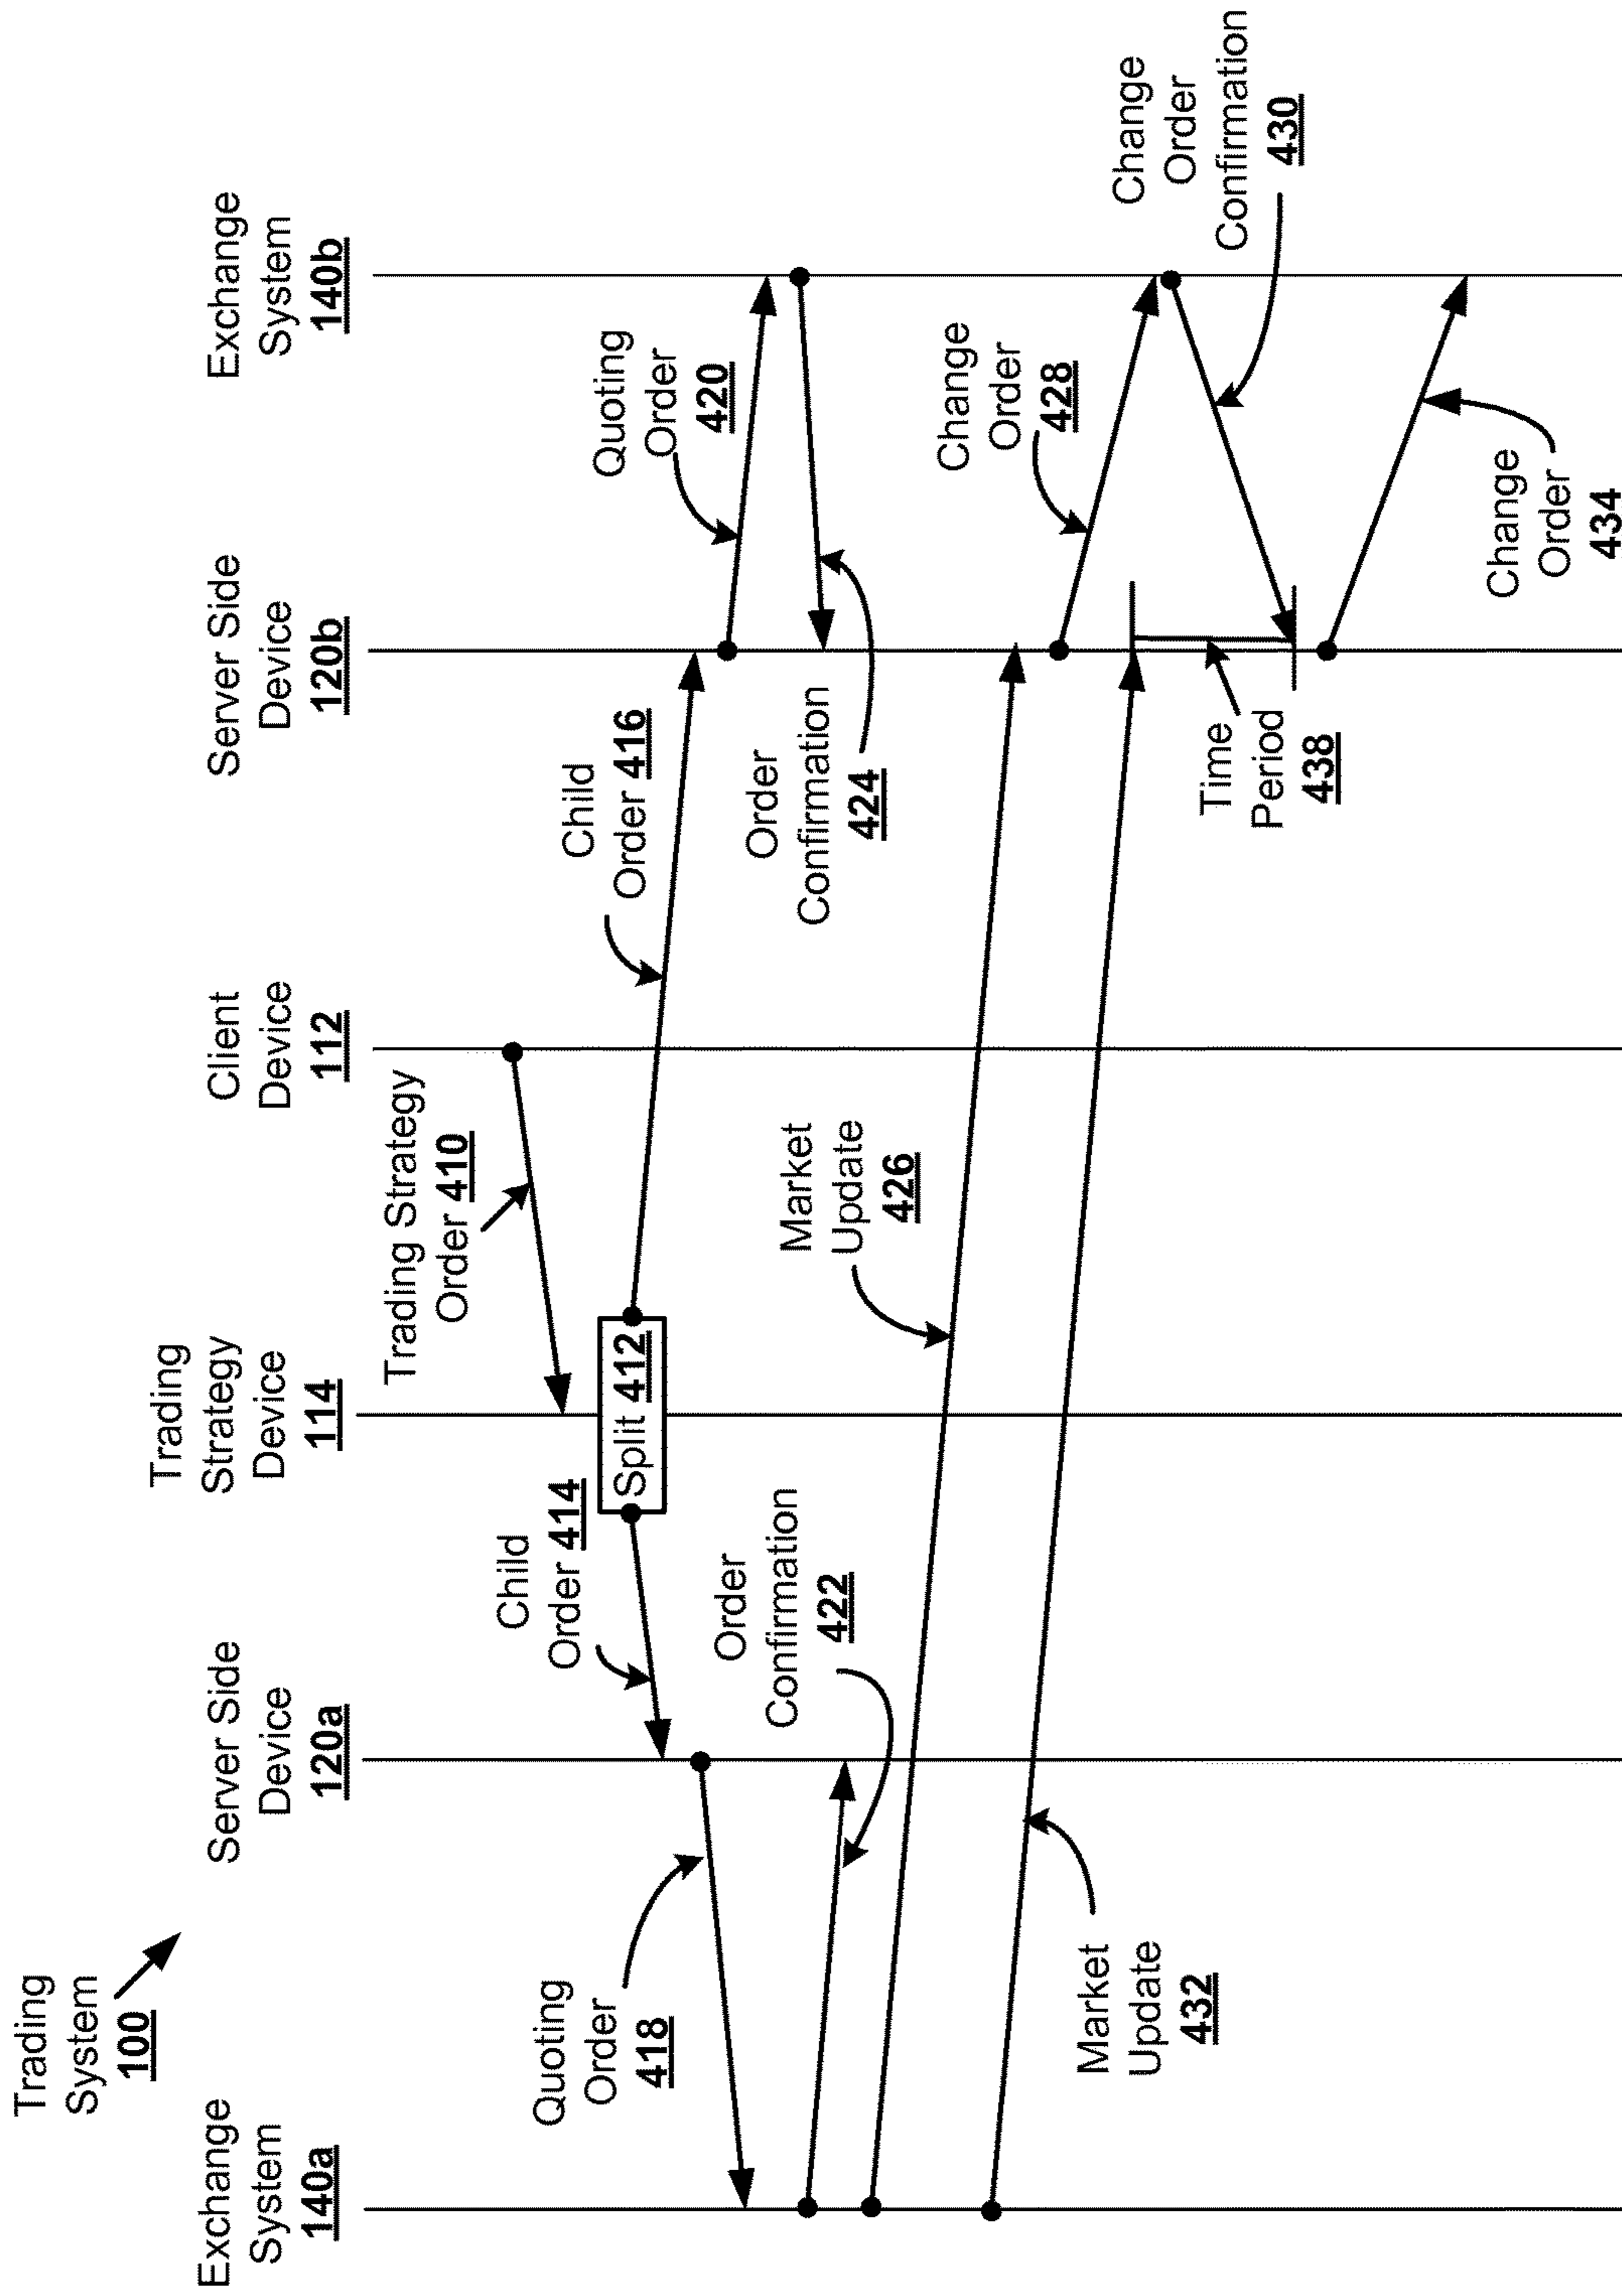 Trading
System
100
Exchange
System
140a
Server Side
Device
120a
Trading
Strategy
Device
114
Client
Device
112
Server Side
Device
120b
Exchange
System
140b
Trading Strategy
Order 410
Split 412
Child
Order 414
Child
Order 416
Quoting
Order
418
Quoting
Order
420
Order
Confirmation
422
Order
Confirmation
424
Market
Update
426
Change
Order
428
Change
Order
Confirmation
430
Market
Update
432
Time
Period
438
Change
Order
434